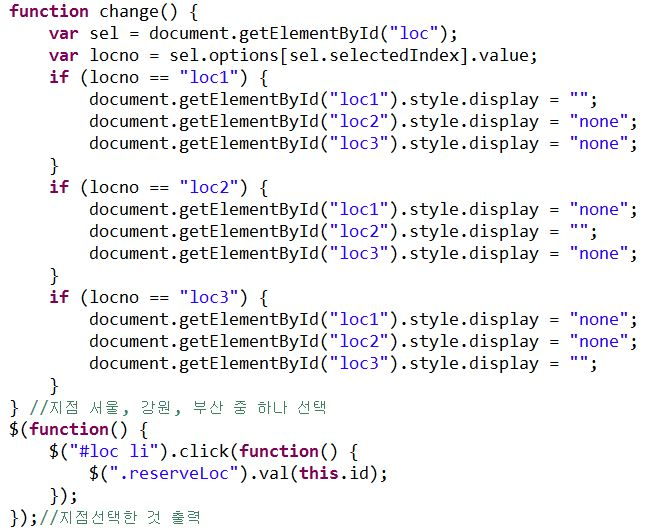 function change() {
    var sel = document.getElementById("loc");
    var locno = sel.options[sel.selectedIndex].value;
    if (locno == "loc1") {
        document.getElementById("loc1").style.display = "";
        document.getElementById("loc2").style.display = "none";
        document.getElementById("loc3").style.display = "none";
    }
    if (locno == "loc2") {
        document.getElementById("loc1").style.display = "none";
        document.getElementById("loc2").style.display = "";
        document.getElementById("loc3").style.display = "none";
    }
    if (locno == "loc3") {
        document.getElementById("loc1").style.display = "none";
        document.getElementById("loc2").style.display = "none";
        document.getElementById("loc3").style.display = "";
    }
} //지점 서울, 강원, 부산 중 하나 선택
$(function() {
    $("#loc li").click(function() {
        $(".reserveLoc").val(this.id);
    });
});//지점선택한 것 출력